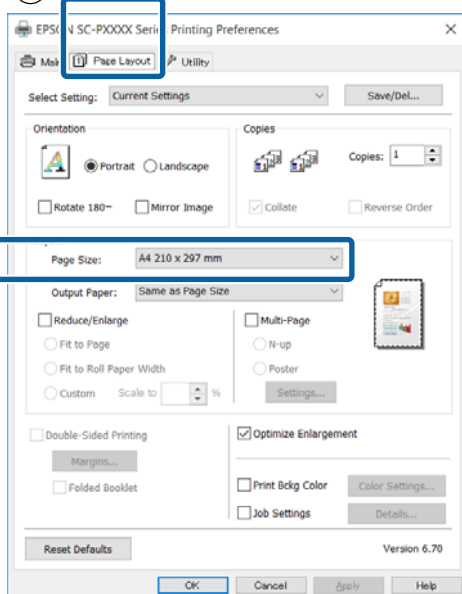 EPSON SC-PXXXX Series Printing Preferences
Page Layout Utility
Select Setting: Current Settings Save/Del...
Orientation Copies
A Portrait Landscape Copies: 1
Rotate 180° Mirror Image Collate Reverse Order
Page Size: A4 210 x 297 mm
Output Paper: Same as Page Size
Reduce/Enlarge Multi-Page
Fit to Page N-up
Fit to Roll Paper Width Poster
Custom Scale to % Settings...
Double-Sided Printing Optimize Enlargement
Margins...
Folded Booklet Print Bckg Color Color Settings...
Job Settings Details...
Reset Defaults Version 6.70
OK Cancel Apply Help